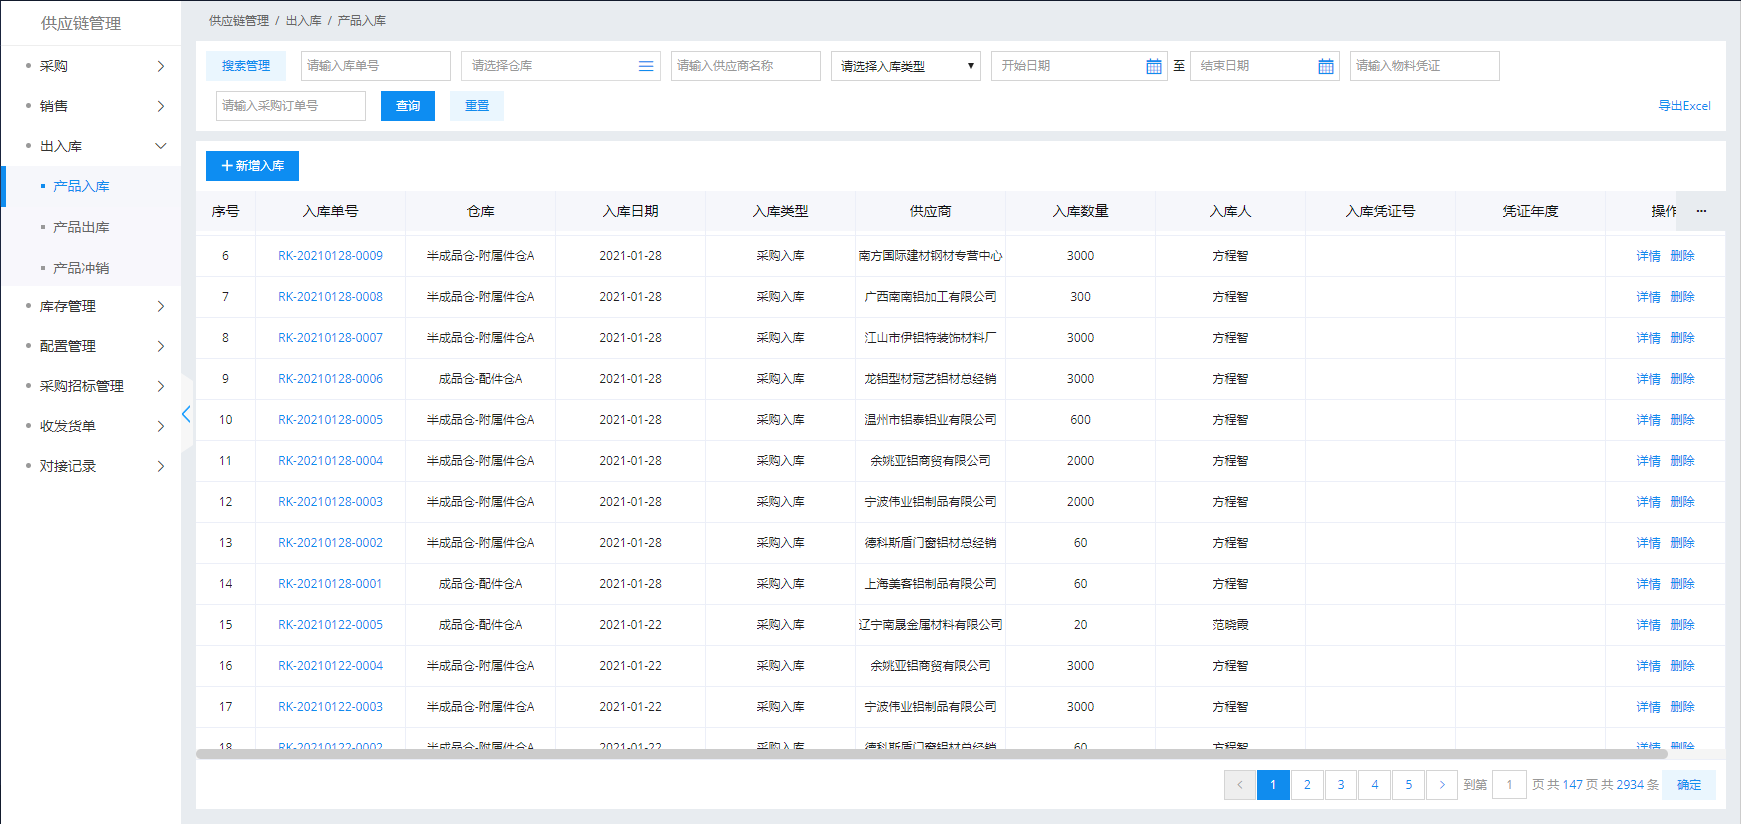 供应链管理
采购
销售
出入库
产品入库
产品出库
产品冲销
库存管理
配置管理
采购招标管理
收发货单
对接记录
供应链管理 / 出入库 / 产品入库
搜索管理 请输入库单号 请选择仓库 请输入供应商名称 请选择入库类型 开始日期 至 结束日期 请输入物料凭证
请输入采购订单号 查询 重置 导出Excel
新增入库
序号 入库单号 仓库 入库日期 入库类型 供应商 入库数量 入库人 入库凭证号 凭证年度 操作 ...
6 RK-20210128-0009 半成品仓-附属件仓A 2021-01-28 采购入库 南方国际建材钢材专营中心 3000 方程智 详情 删除
7 RK-20210128-0008 半成品仓-附属件仓A 2021-01-28 采购入库 广西南南铝加工有限公司 300 方程智 详情 删除
8 RK-20210128-0007 半成品仓-附属件仓A 2021-01-28 采购入库 江山市伊铝特装饰材料厂 3000 方程智 详情 删除
9 RK-20210128-0006 成品仓-配件仓A 2021-01-28 采购入库 龙铝型材冠艺铝材总经销 3000 方程智 详情 删除
10 RK-20210128-0005 半成品仓-附属件仓A 2021-01-28 采购入库 温州市铝泰铝业有限公司 600 方程智 详情 删除
11 RK-20210128-0004 半成品仓-附属件仓A 2021-01-28 采购入库 余姚亚铝商贸有限公司 2000 方程智 详情 删除
12 RK-20210128-0003 半成品仓-附属件仓A 2021-01-28 采购入库 宁波伟业铝制品有限公司 2000 方程智 详情 删除
13 RK-20210128-0002 半成品仓-附属件仓A 2021-01-28 采购入库 德科斯盾门窗铝材总经销 60 方程智 详情 删除
14 RK-20210128-0001 成品仓-配件仓A 2021-01-28 采购入库 上海美客铝制品有限公司 60 方程智 详情 删除
15 RK-20210122-0005 成品仓-配件仓A 2021-01-22 采购入库 辽宁南晟金属材料有限公司 20 范晓霞 详情 删除
16 RK-20210122-0004 半成品仓-附属件仓A 2021-01-22 采购入库 余姚亚铝商贸有限公司 3000 方程智 详情 删除
17 RK-20210122-0003 半成品仓-附属件仓A 2021-01-22 采购入库 宁波伟业铝制品有限公司 3000 方程智 详情 删除
18 RK-20210122-0002 半成品仓-附属件仓A 2021-01-22 采购入库 德科斯盾门窗铝材总经销 60 方程智 详情 删除
1 2 3 4 5 到第 1 页 共 147 页 共 2934 条 确定